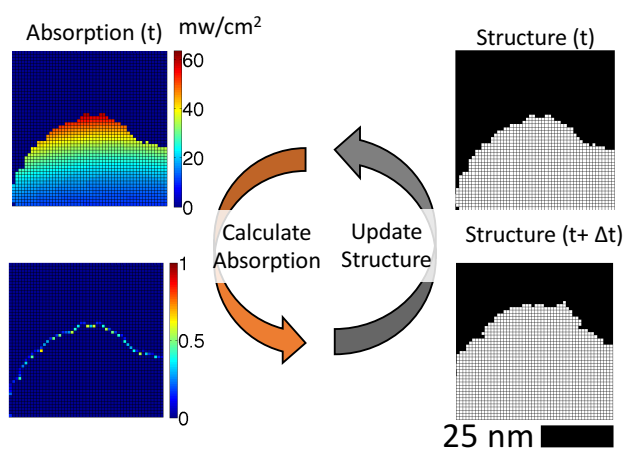 Absorption (t)
mw/cm²
60
40
20
0
Structure (t)
Calculate
Absorption
Update
Structure
Structure (t+ Δt)
1
0.5
0
25 nm